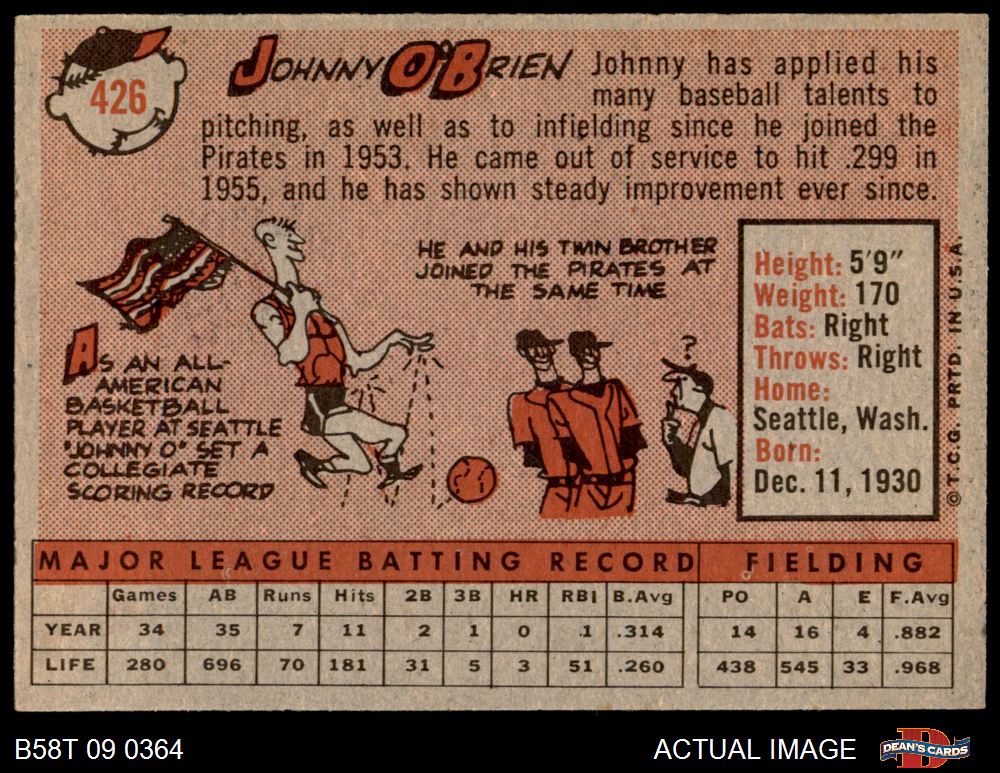 426
JOHNNY O'BRIEN
Johnny has applied his
many baseball talents to
pitching, as well as to infielding since he joined the
Pirates in 1953. He came out of service to hit .299 in
1955, and he has shown steady improvement ever since.
AS AN ALL-
AMERICAN
BASKETBALL
PLAYER AT SEATTLE
"JOHNNY O" SET A
COLLEGIATE
SCORING RECORD
HE AND HIS TWIN BROTHER
JOINED THE PIRATES AT
THE SAME TIME
?
Height: 5'9"
Weight: 170
Bats: Right
Throws: Right
Home:
Seattle, Wash.
Born:
Dec. 11, 1930
© T.C.G. PRTD. IN U.S.A.
MAJOR LEAGUE BATTING RECORD FIELDING
Games AB Runs Hits 2B 3B HR RBI B.Avg PO A E F.Avg
YEAR 34 35 7 11 2 1 0 1 .314 14 16 4 .882
LIFE 280 696 70 181 31 5 3 51 .260 438 545 33 .968
B58T 09 0364
ACTUAL IMAGE
DEAN'S CARDS